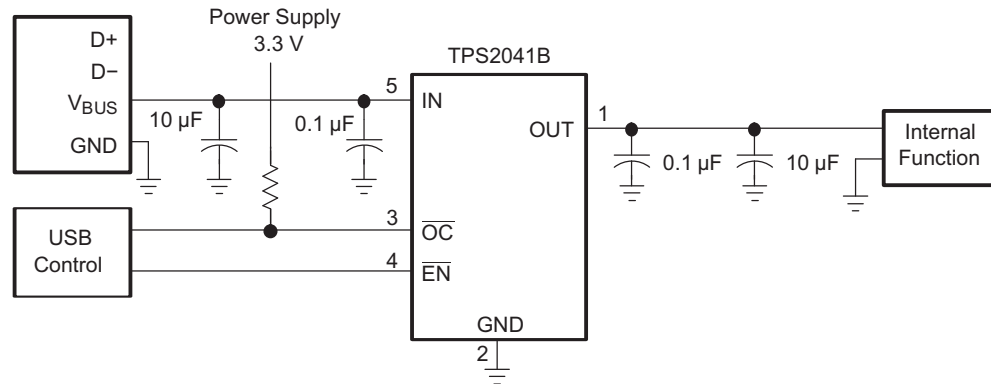 Power Supply
3.3 V
TPS2041B
D+
D−
V_BUS
GND
10 µF
0.1 µF
5
IN
OUT
1
0.1 µF
10 µF
Internal
Function
USB
Control
3
OC
4
EN
GND
2